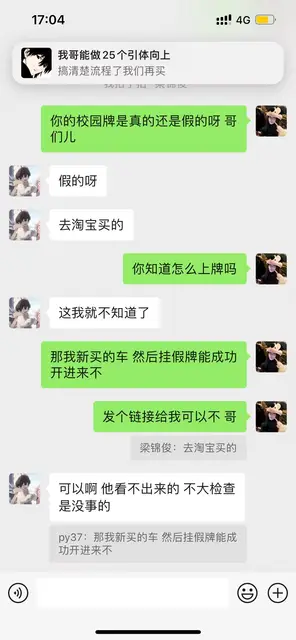 17:04
4G
我哥能做25个引体向上
搞清楚流程了我们再买
你的校园牌是真的还是假的呀 哥
们儿
假的呀
去淘宝买的
你知道怎么上牌吗
这我就不知道了
那我新买的车 然后挂假牌能成功
开进来不
发个链接给我可以不 哥
梁锦俊：去淘宝买的
可以啊 他看不出来的 不大检查
是没事的
py37：那我新买的车 然后挂假牌能成
功开进来不